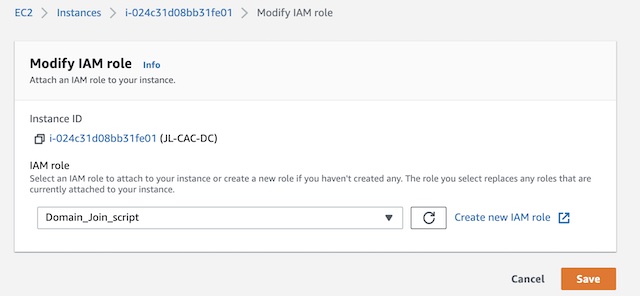 EC2 > Instances > i-024c31d08bb31fe01 > Modify IAM role
Modify IAM role Info
Attach an IAM role to your instance.
Instance ID
i-024c31d08bb31fe01 (JL-CAC-DC)
IAM role
Select an IAM role to attach to your instance or create a new role if you haven't created any. The role you select replaces any roles that are
currently attached to your instance.
Domain_Join_script
Create new IAM role
Cancel Save